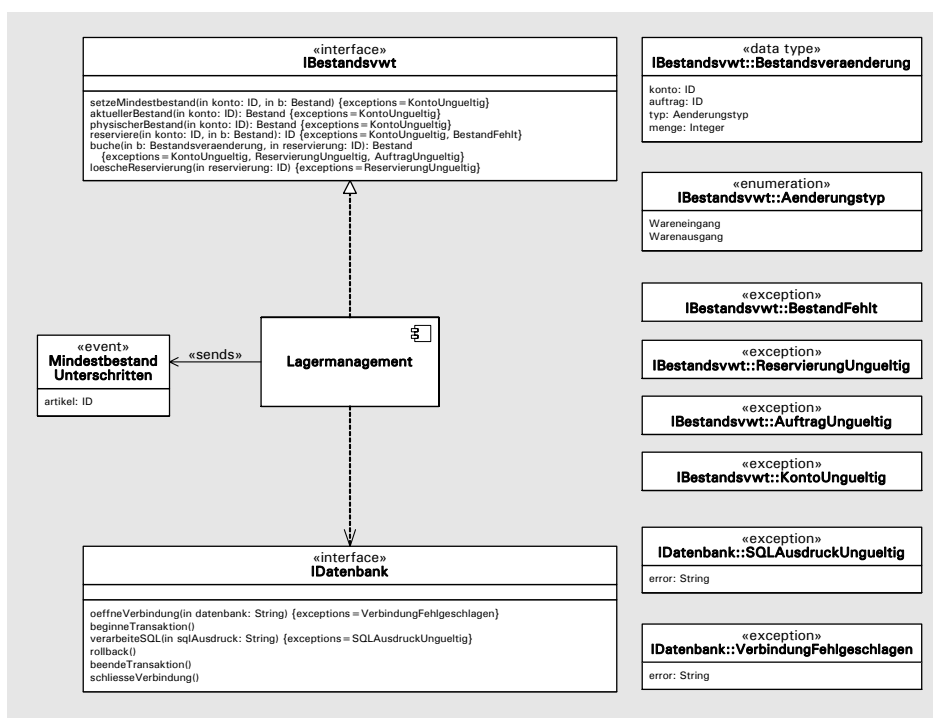 «interface»
IBestandsvwt
setzeMindestbestand(in konto: ID, in b: Bestand) {exceptions=KontoUngueltig}
aktuellerBestand(in konto: ID): Bestand {exceptions=KontoUngueltig}
physischerBestand(in konto: ID): Bestand {exceptions=KontoUngueltig}
reserviere(in konto: ID, in b: Bestand): ID {exceptions=KontoUngueltig, BestandFehlt}
buche(in b: Bestandsveraenderung, in reservierung: ID): Bestand
{exceptions=KontoUngueltig, ReservierungUngueltig, AuftragUngueltig}
loescheReservierung(in reservierung: ID) {exceptions=ReservierungUngueltig}
«event»
Mindestbestand
Unterschritten
artikel: ID
«sends»
Lagermanagement
«interface»
IDatenbank
oeffneVerbindung(in datenbank: String) {exceptions=VerbindungFehlgeschlagen}
beginneTransaktion()
verarbeiteSQL(in sqlAusdruck: String) {exceptions=SQLAusdruckUngueltig}
rollback()
beendeTransaktion()
schliesseVerbindung()
«data type»
IBestandsvwt::Bestandsveraenderung
konto: ID
auftrag: ID
typ: Aenderungstyp
menge: Integer
«enumeration»
IBestandsvwt::Aenderungstyp
Wareneingang
Warenausgang
«exception»
IBestandsvwt::BestandFehlt
«exception»
IBestandsvwt::ReservierungUngueltig
«exception»
IBestandsvwt::AuftragUngueltig
«exception»
IBestandsvwt::KontoUngueltig
«exception»
IDatenbank::SQLAusdruckUngueltig
error: String
«exception»
IDatenbank::VerbindungFehlgeschlagen
error: String